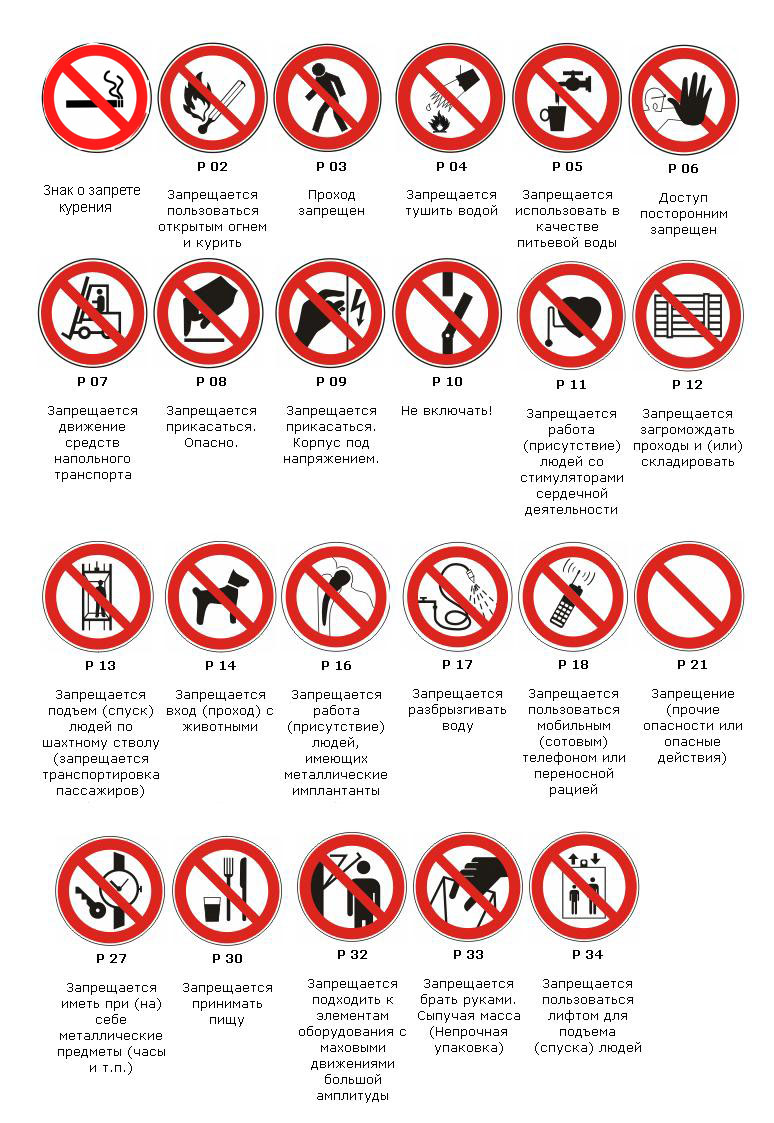 Знак о запрете
курения
P 02
Запрещается
пользоваться
открытым огнем
и курить
P 03
Проход
запрещен
P 04
Запрещается
тушить водой
P 05
Запрещается
использовать в
качестве
питьевой воды
P 06
Доступ
посторонним
запрещен
P 07
Запрещается
движение
средств
напольного
транспорта
P 08
Запрещается
прикасаться.
Опасно.
P 09
Запрещается
прикасаться.
Корпус под
напряжением.
P 10
Не включать!
P 11
Запрещается
работа
(присутствие)
людей со
стимуляторами
сердечной
деятельности
P 12
Запрещается
загромождать
проходы и (или)
складировать
P 13
Запрещается
подъем (спуск)
людей по
шахтному стволу
(запрещается
транспортировка
пассажиров)
P 14
Запрещается
вход (проход) с
животными
P 16
Запрещается
работа
(присутствие)
людей,
имеющих
металлические
имплантанты
P 17
Запрещается
разбрызгивать
воду
P 18
Запрещается
пользоваться
мобильным
(сотовым)
телефоном или
переносной
рацией
P 21
Запрещение
(прочие
опасности или
опасные
действия)
P 27
Запрещается
иметь при (на)
себе
металлические
предметы (часы
и т.п.)
P 30
Запрещается
принимать
пищу
P 32
Запрещается
подходить к
элементам
оборудования с
маховыми
движениями
большой
амплитуды
P 33
Запрещается
брать руками.
Сыпучая масса
(Непрочная
упаковка)
P 34
Запрещается
пользоваться
лифтом для
подъема
(спуска) людей